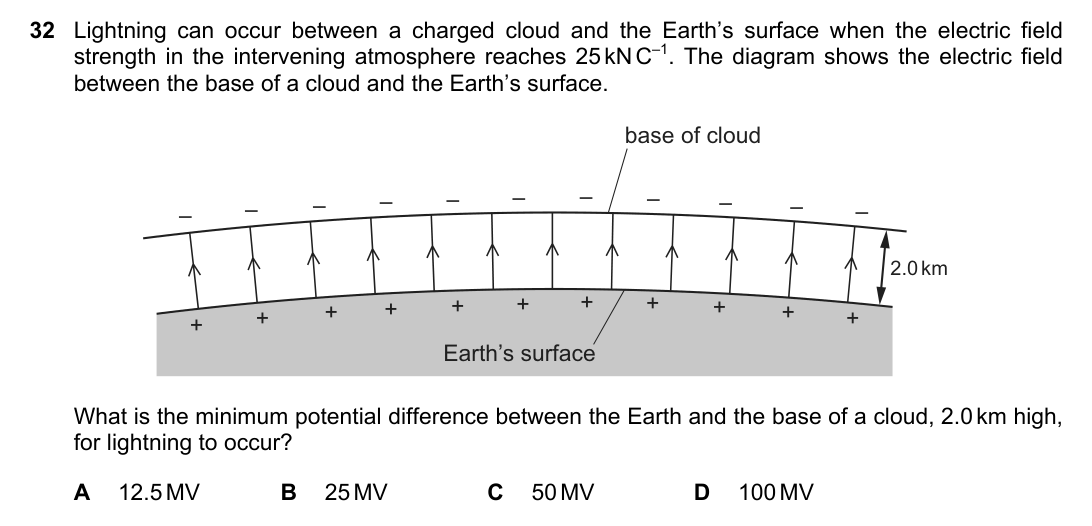 32 Lightning can occur between a charged cloud and the Earth's surface when the electric field
strength in the intervening atmosphere reaches 25 kN C⁻¹. The diagram shows the electric field
between the base of a cloud and the Earth's surface.
base of cloud
– – – – – – – – – – –
2.0 km
+ + + + + + + + + + +
Earth's surface
What is the minimum potential difference between the Earth and the base of a cloud, 2.0 km high,
for lightning to occur?
A 12.5 MV B 25 MV C 50 MV D 100 MV